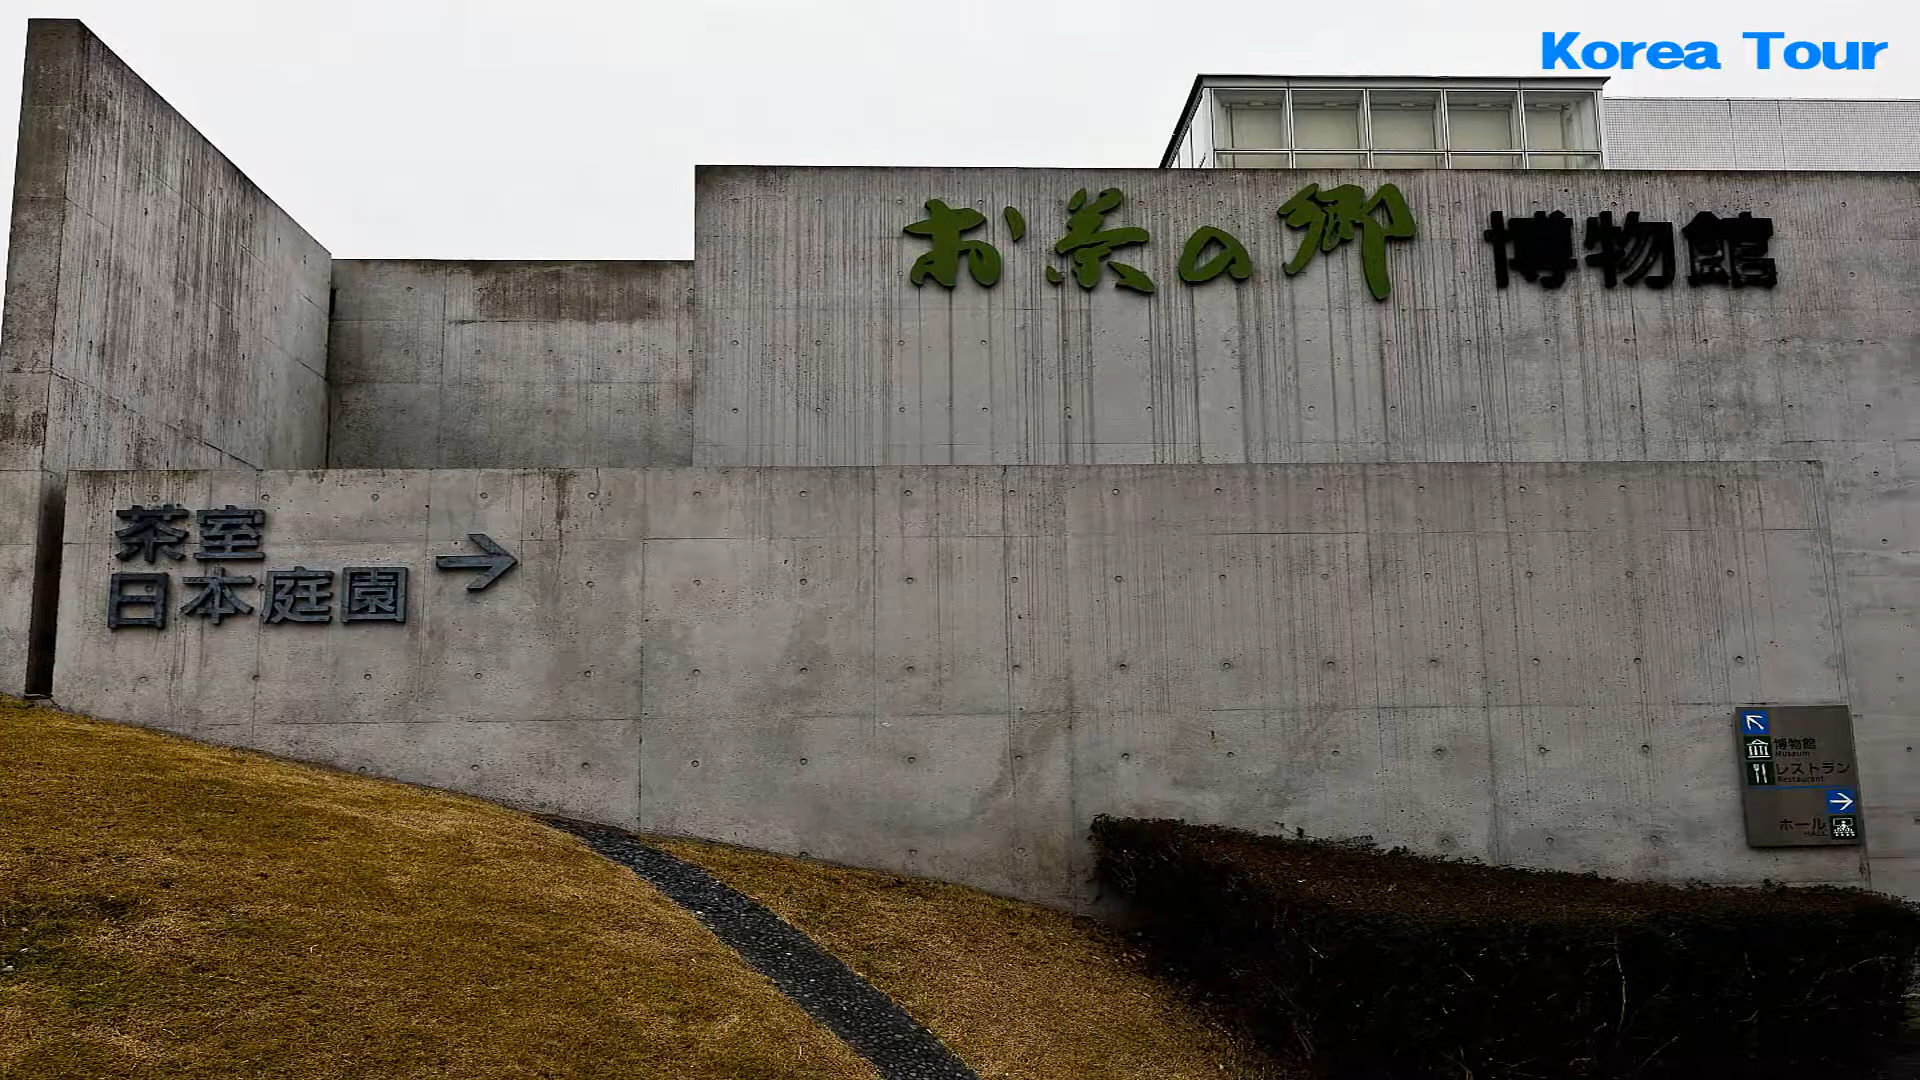 Korea Tour
お茶の郷 博物館
茶室
日本庭園 →
博物館
Museum
レストラン
Restaurant
ホール
HALL